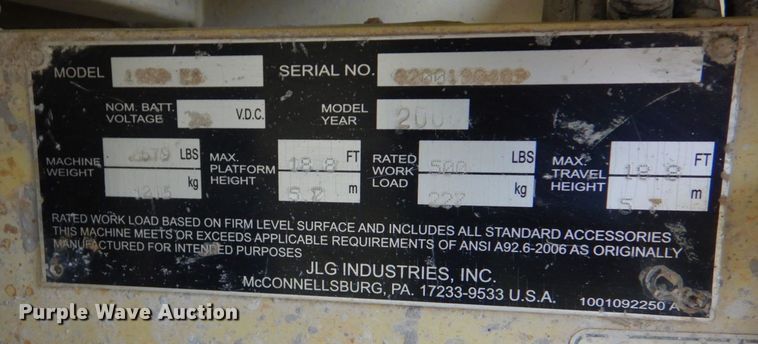 MODEL SERIAL NO.
NOM. BATT. VOLTAGE V.D.C. MODEL YEAR
MACHINE WEIGHT LBS MAX. PLATFORM HEIGHT 18.8 FT RATED WORK LOAD 500 LBS MAX. TRAVEL HEIGHT 18.8 FT
kg m kg m
RATED WORK LOAD BASED ON FIRM LEVEL SURFACE AND INCLUDES ALL STANDARD ACCESSORIES
THIS MACHINE MEETS OR EXCEEDS APPLICABLE REQUIREMENTS OF ANSI A92.6-2006 AS ORIGINALLY
MANUFACTURED FOR INTENDED PURPOSES
JLG INDUSTRIES, INC.
McCONNELLSBURG, PA. 17233-9533 U.S.A.
1001092250 A
Purple Wave Auction